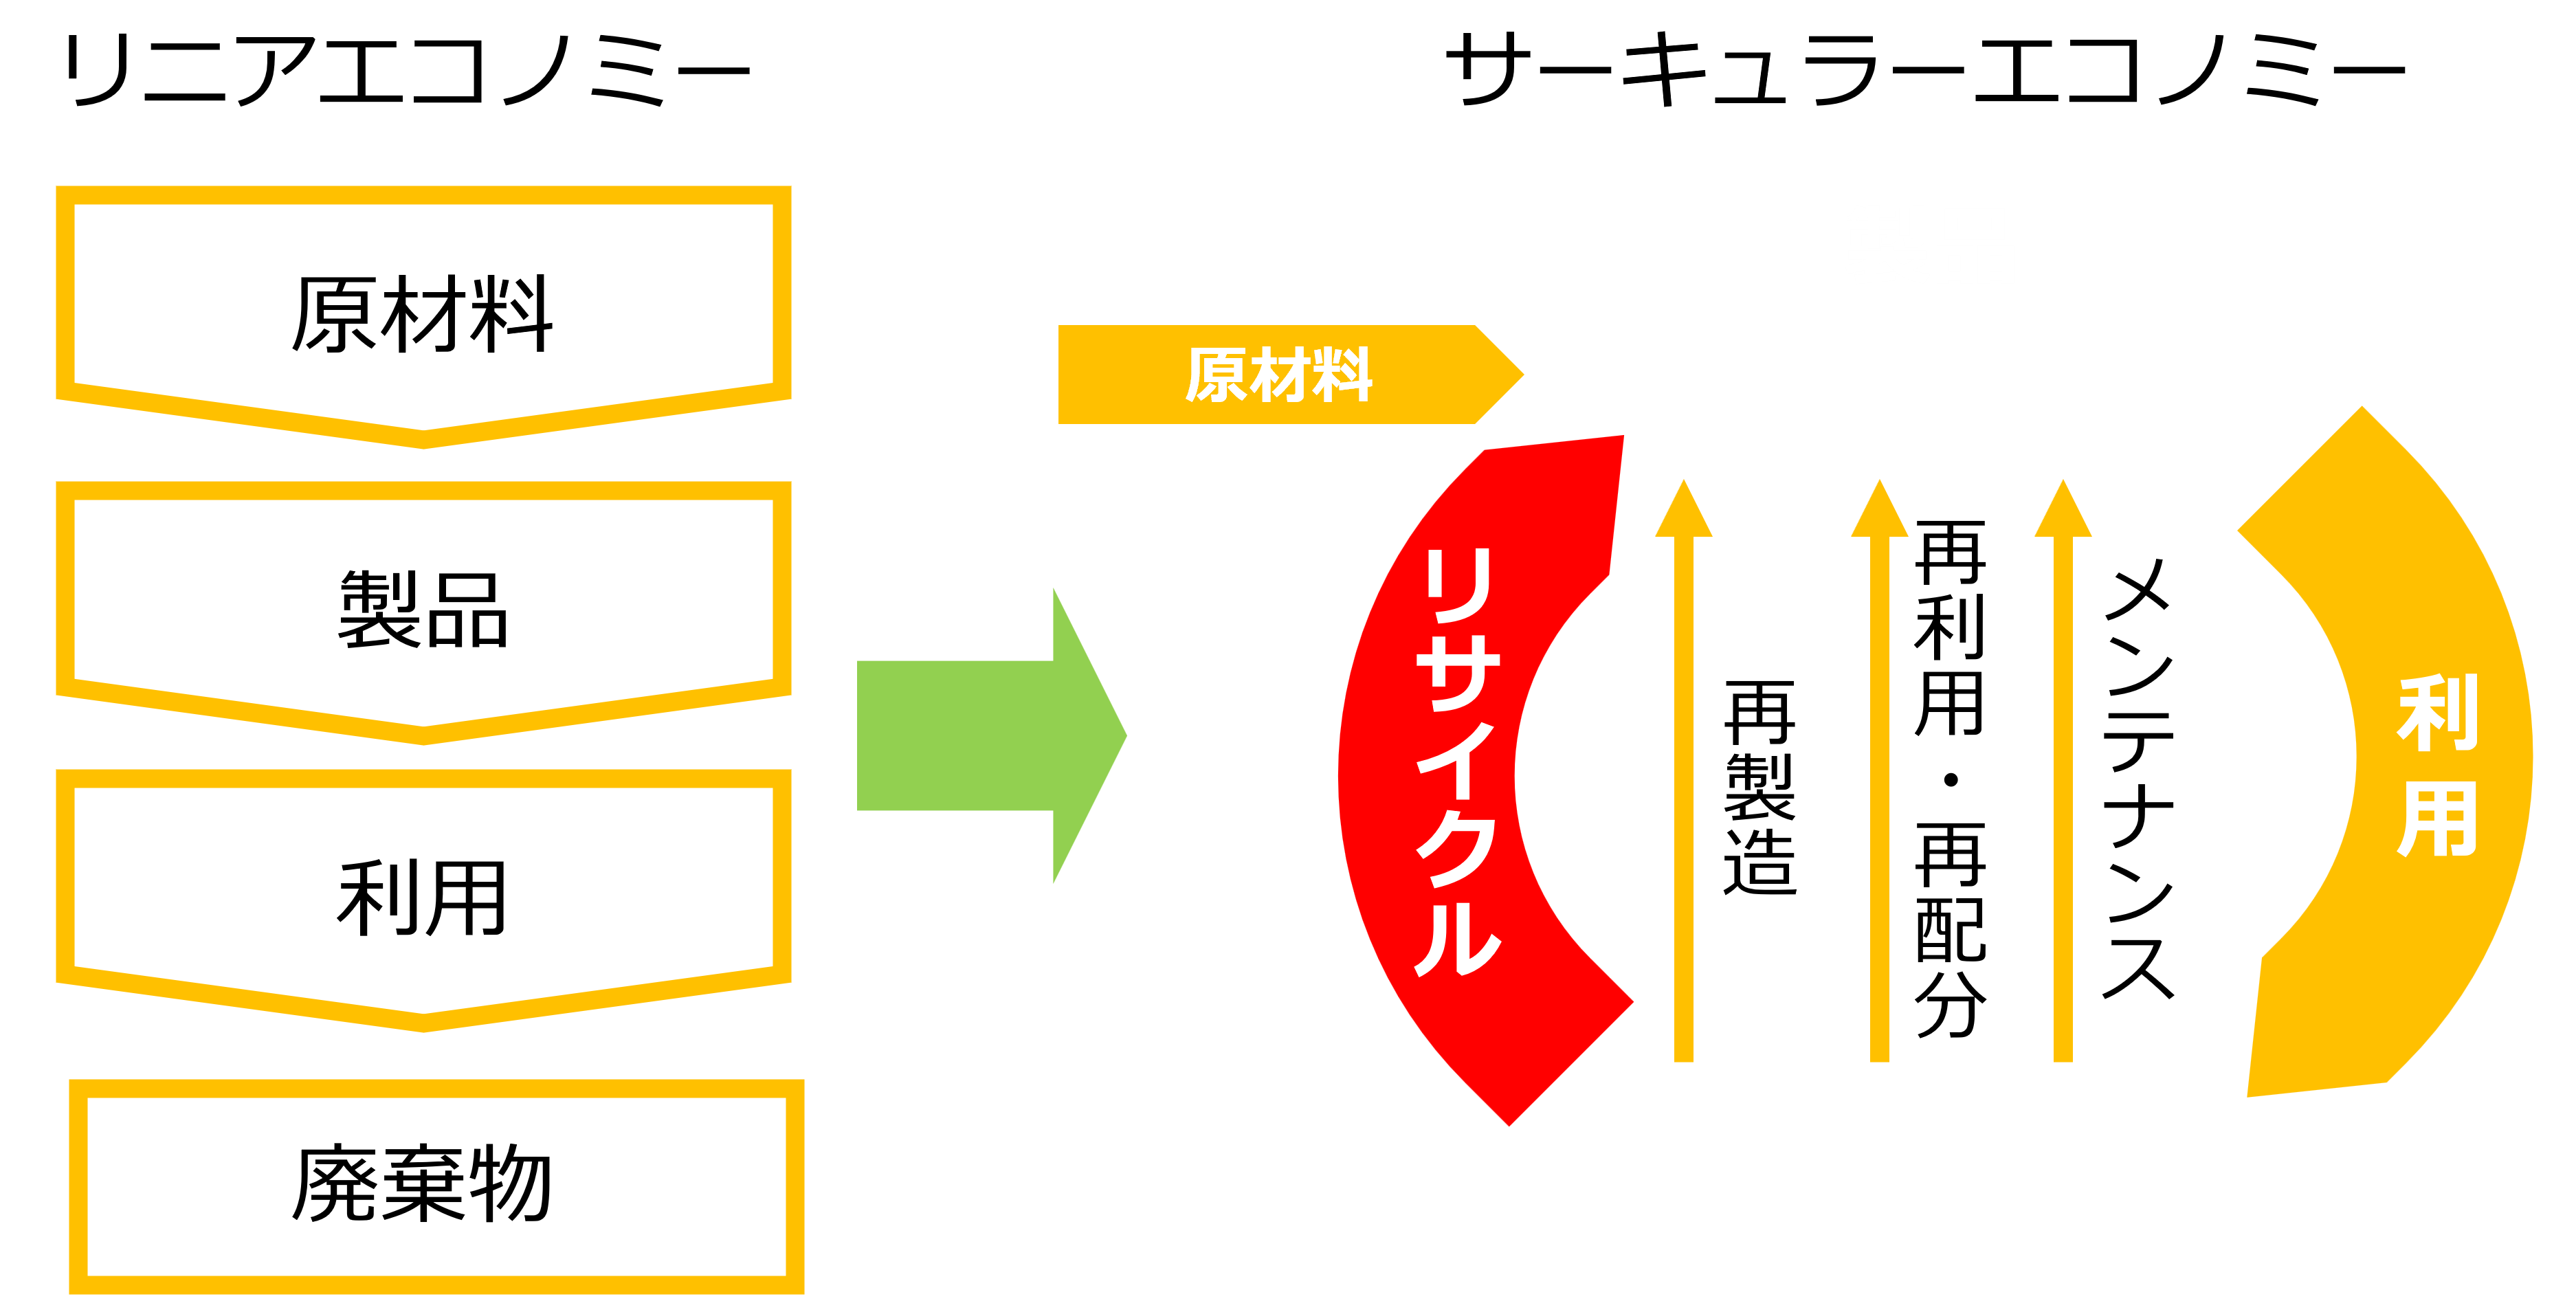 リニアエコノミー
原材料
製品
利用
廃棄物
サーキュラーエコノミー
原材料
リサイクル
再製造
再利用・再配分
メンテナンス
利用